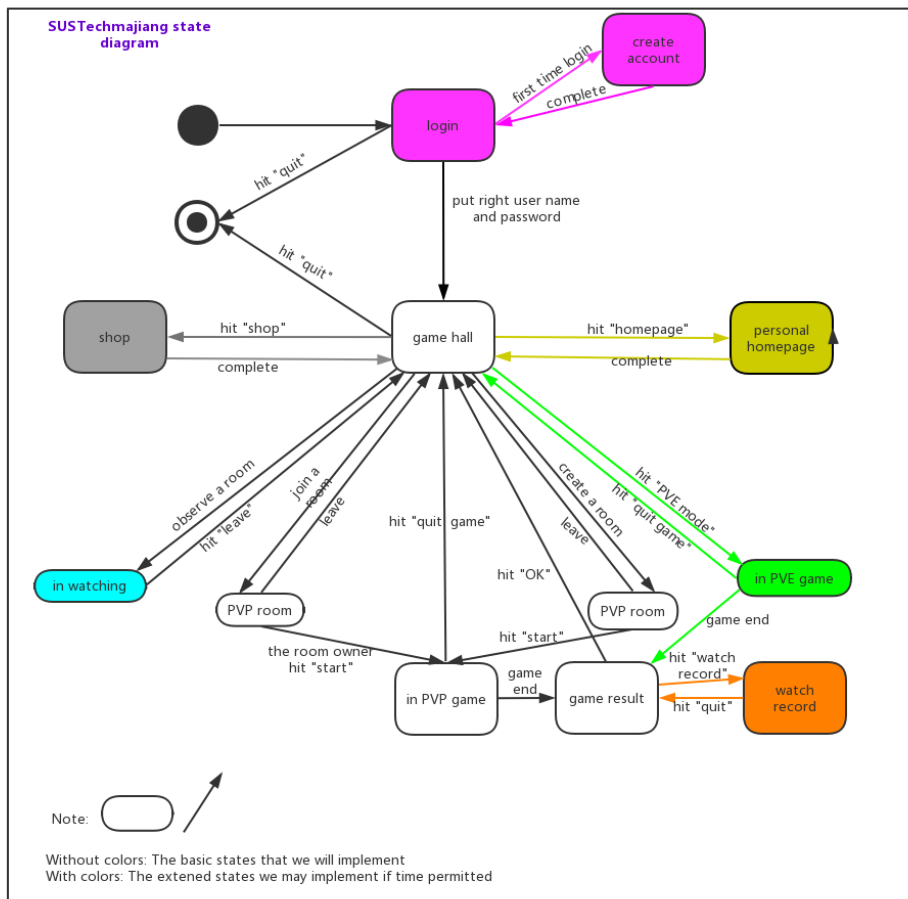 SUSTechmajiang state
diagram
create
account
first time login
complete
login
hit "quit"
put right user name
and password
hit "quit"
shop
hit "shop"
complete
game hall
hit "homepage"
complete
personal
homepage
observe a room
hit "leave"
join a
room
leave
hit "quit game"
create a room
leave
hit "PVE mode"
hit "quit game"
hit "OK"
in watching
PVP room
PVP room
in PVE game
the room owner
hit "start"
hit "start"
game end
in PVP game
game
end
game result
hit "watch
record"
hit "quit"
watch
record
Note:
Without colors: The basic states that we will implement
With colors: The extened states we may implement if time permitted